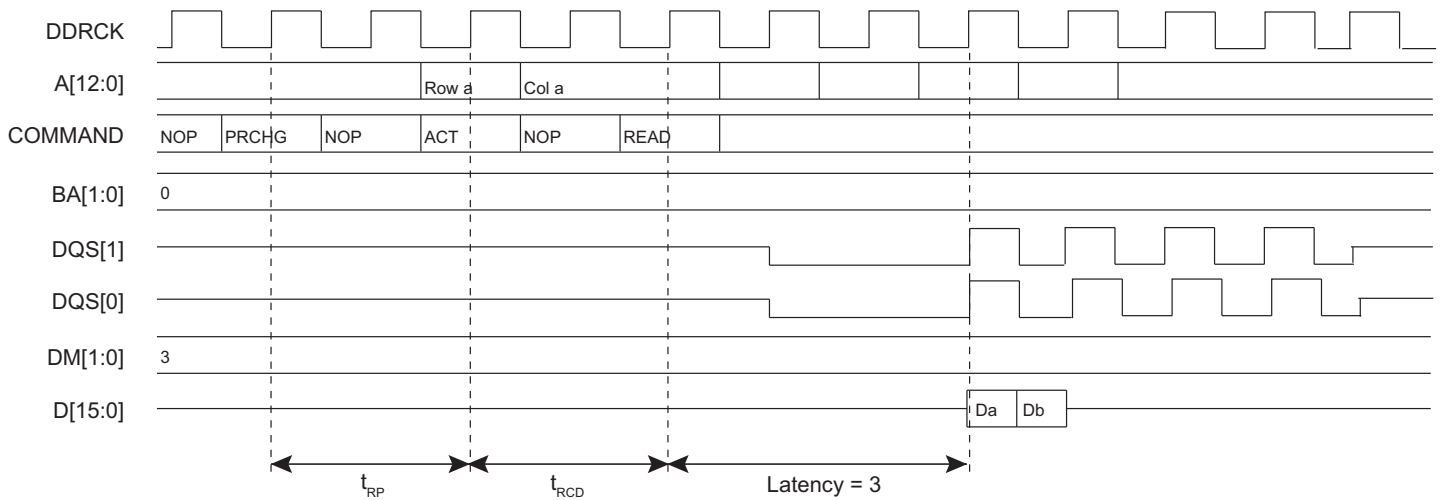 DDRCK
A[12:0] Row a Col a
COMMAND NOP PRCHG NOP ACT NOP READ
BA[1:0] 0
DQS[1]
DQS[0]
DM[1:0] 3
D[15:0] Da Db
tRP tRCD Latency = 3